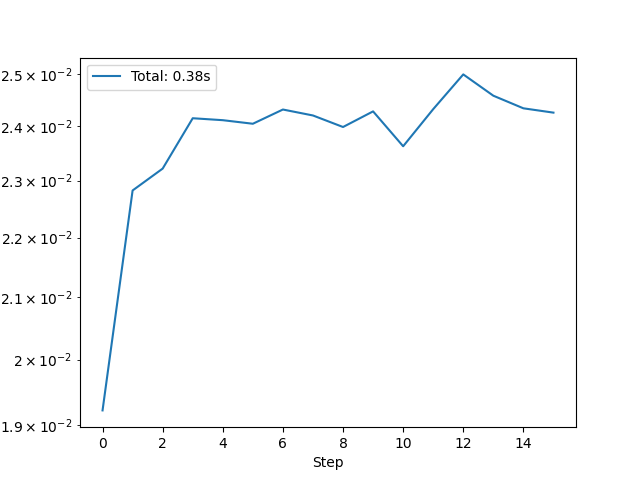 Total: 0.38s
2.5 × 10⁻²
2.4 × 10⁻²
2.3 × 10⁻²
2.2 × 10⁻²
2.1 × 10⁻²
2 × 10⁻²
1.9 × 10⁻²
0 2 4 6 8 10 12 14
Step